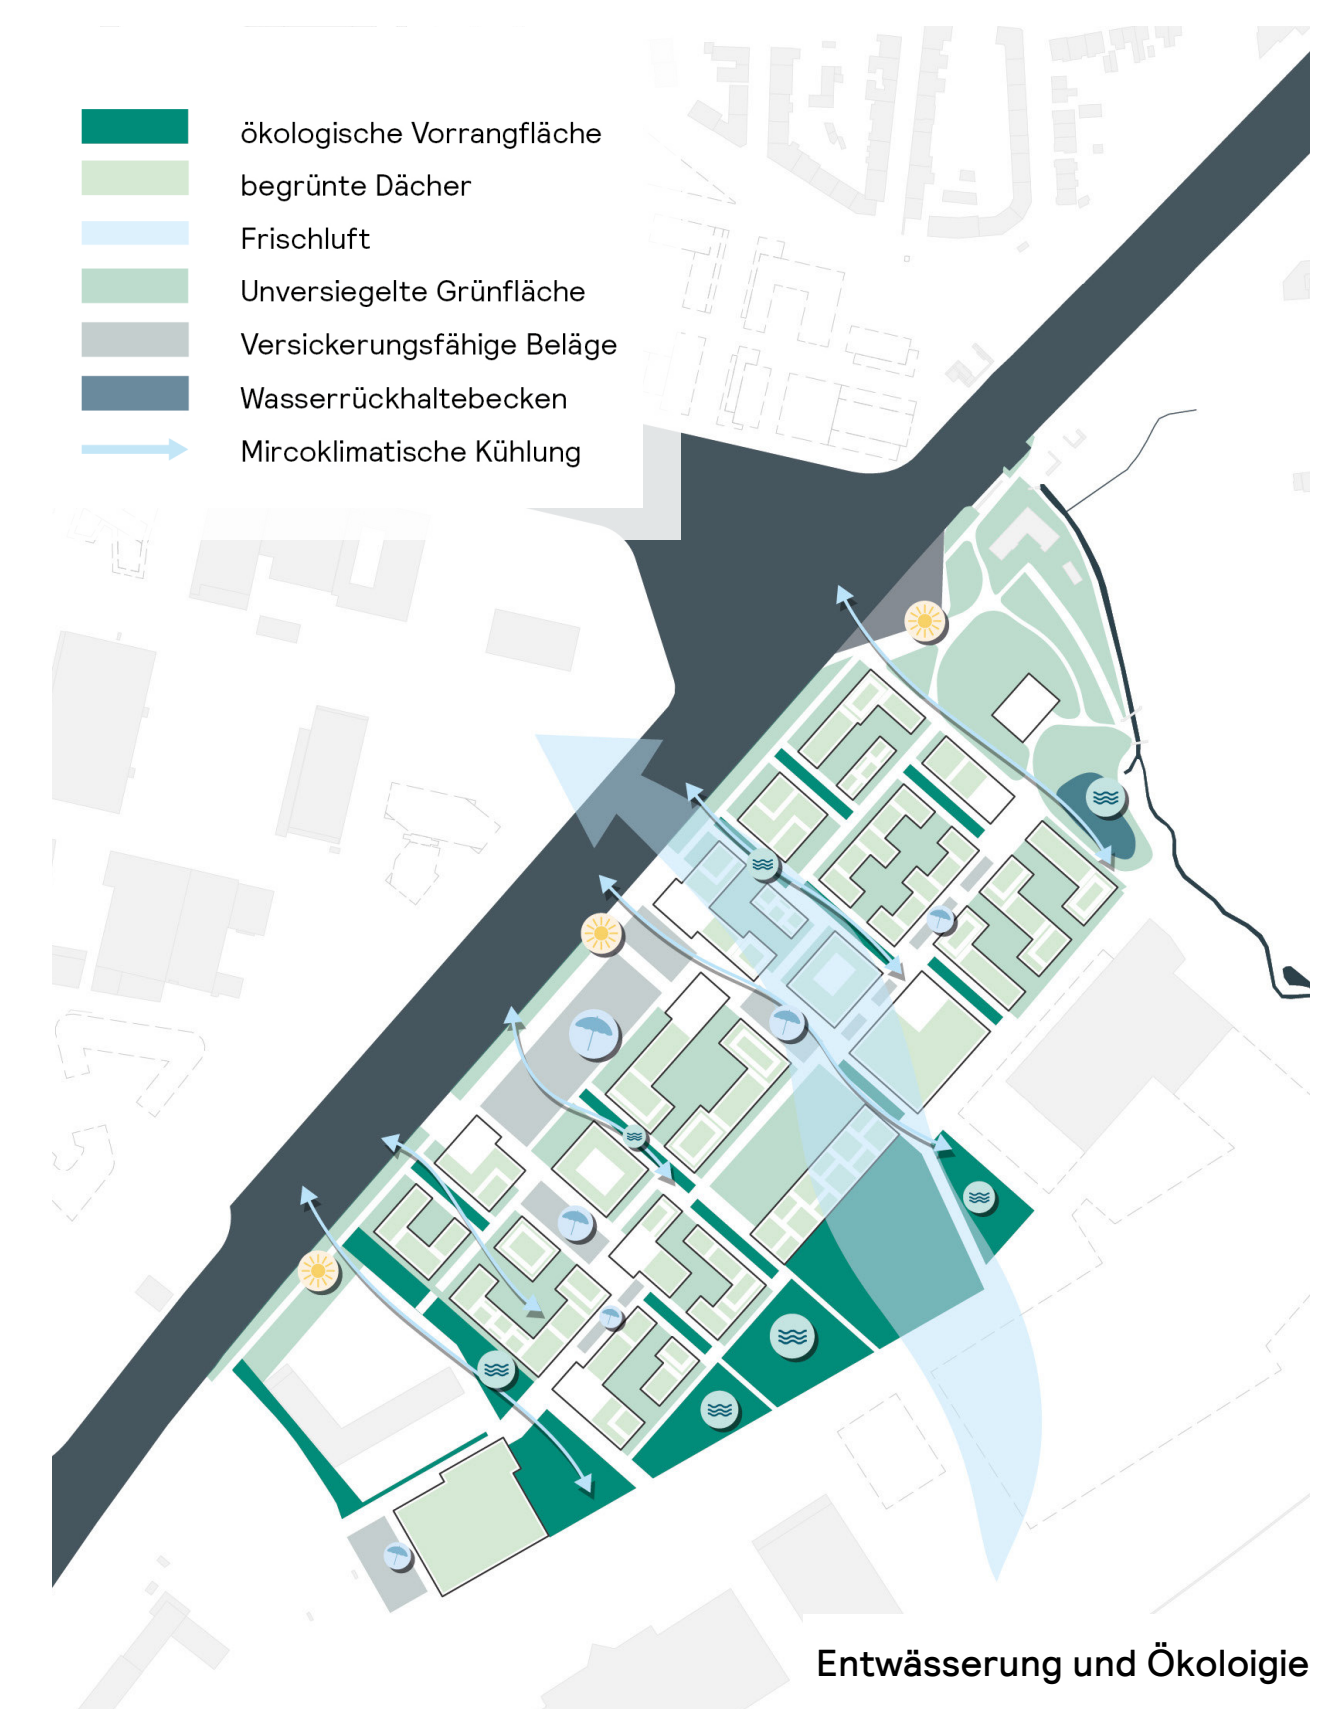 ökologische Vorrangfläche
begrünte Dächer
Frischluft
Unversiegelte Grünfläche
Versickerungsfähige Beläge
Wasserrückhaltebecken
Mircoklimatische Kühlung
Entwässerung und Ökoloigie